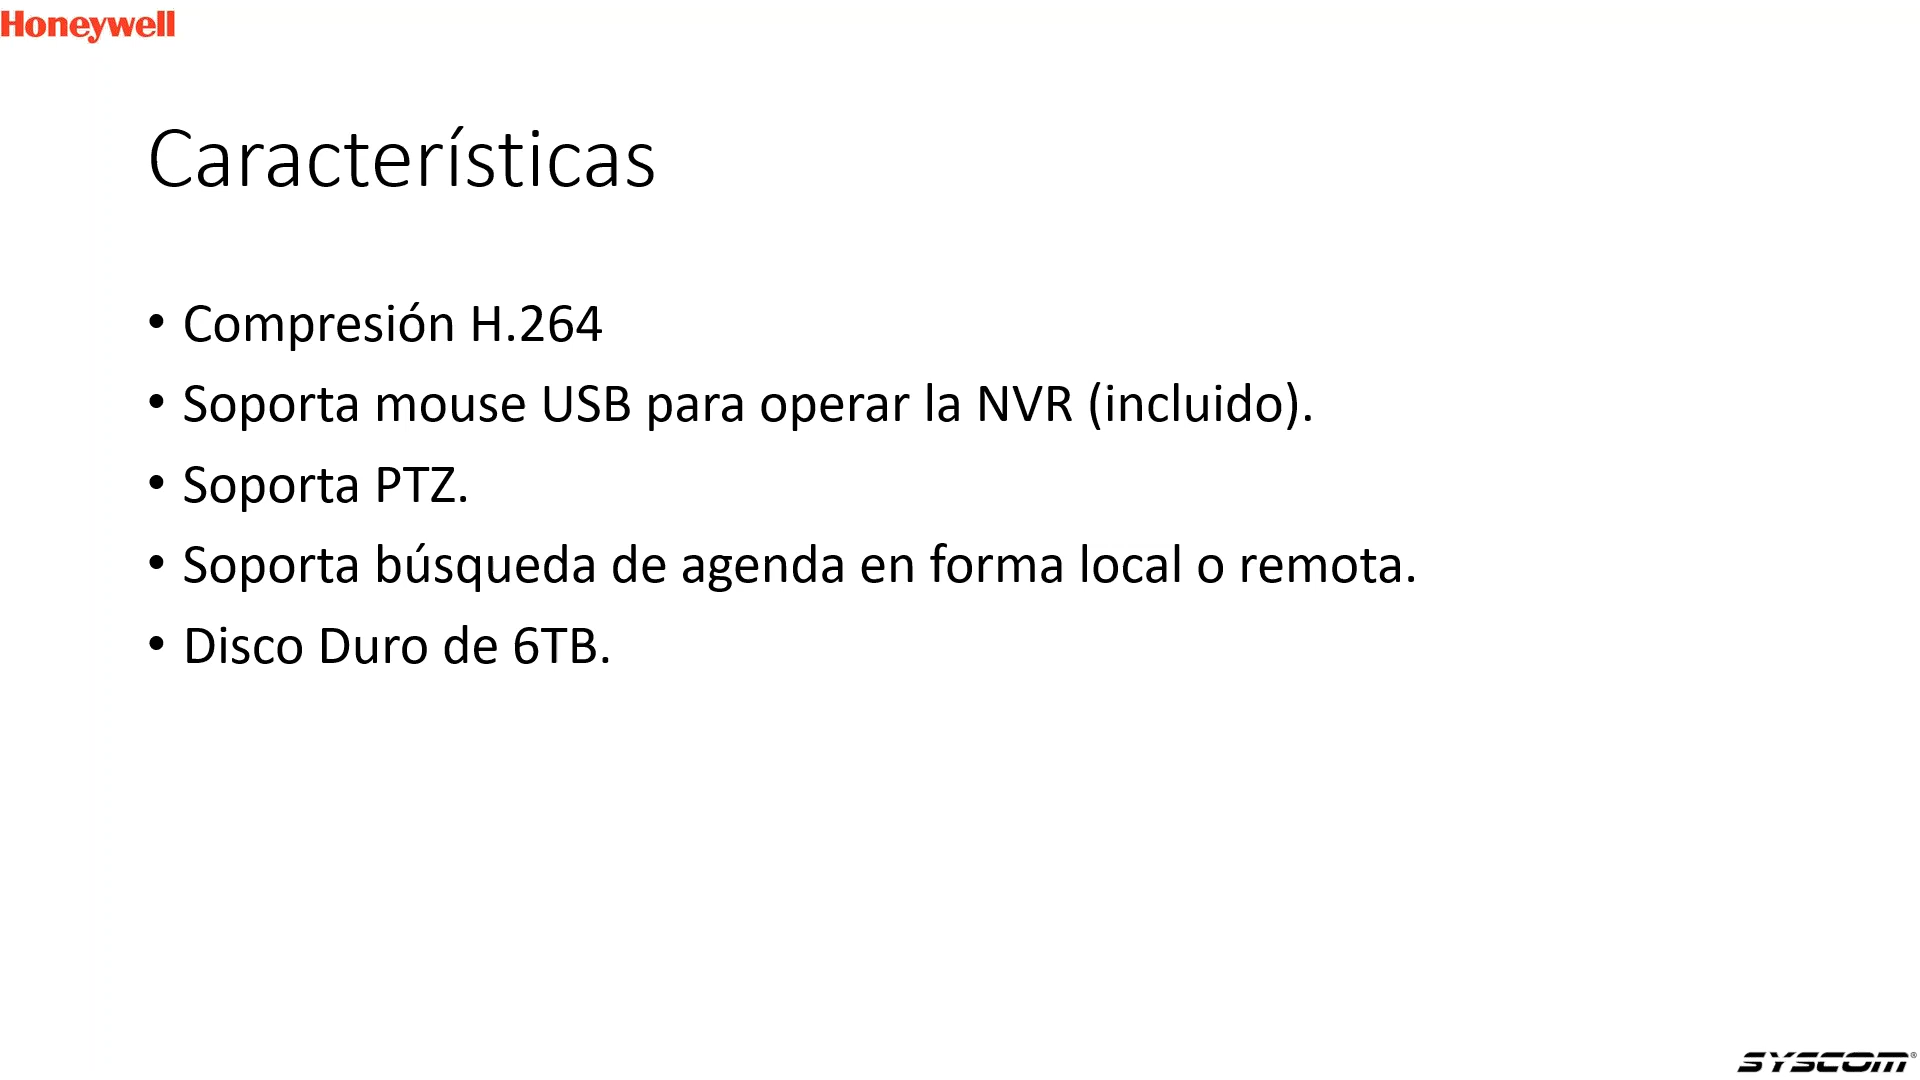 Honeywell
Características
• Compresión H.264
• Soporta mouse USB para operar la NVR (incluido).
• Soporta PTZ.
• Soporta búsqueda de agenda en forma local o remota.
• Disco Duro de 6TB.
SYSCOM®